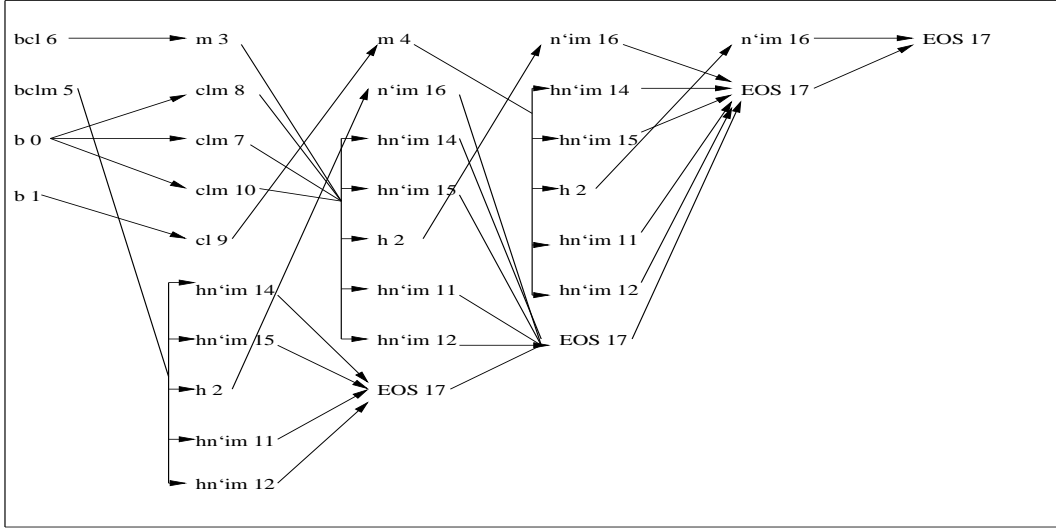 bcl 6
m 3
m 4
n‘im 16
n‘im 16
EOS 17
bclm 5
clm 8
n‘im 16
hn‘im 14
EOS 17
b 0
clm 7
hn‘im 14
hn‘im 15
b 1
clm 10
hn‘im 15
h 2
cl 9
h 2
hn‘im 11
hn‘im 14
hn‘im 11
hn‘im 12
hn‘im 15
hn‘im 12
EOS 17
h 2
EOS 17
hn‘im 11
hn‘im 12